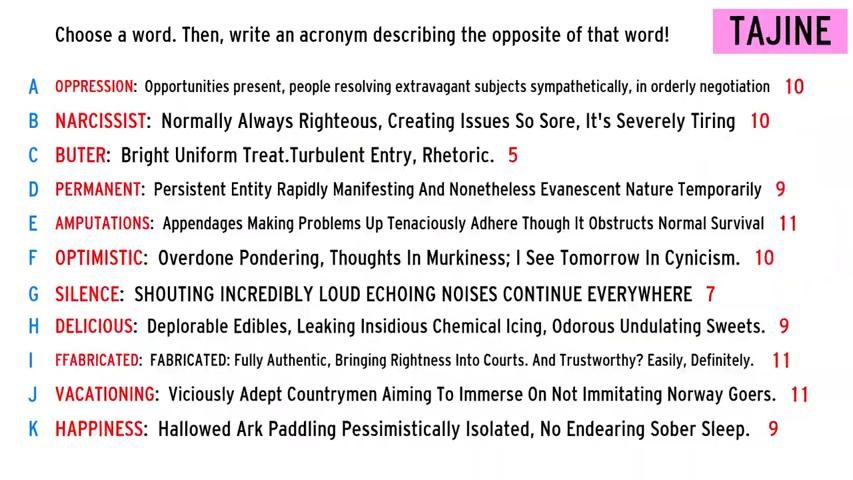 Choose a word. Then, write an acronym describing the opposite of that word!
TAJINE
A OPPRESSION: Opportunities present, people resolving extravagant subjects sympathetically, in orderly negotiation 10
B NARCISSIST: Normally Always Righteous, Creating Issues So Sore, It's Severely Tiring 10
C BUTER: Bright Uniform Treat.Turbulent Entry, Rhetoric. 5
D PERMANENT: Persistent Entity Rapidly Manifesting And Nonetheless Evanescent Nature Temporarily 9
E AMPUTATIONS: Appendages Making Problems Up Tenaciously Adhere Though It Obstructs Normal Survival 11
F OPTIMISTIC: Overdone Pondering, Thoughts In Murkiness; I See Tomorrow In Cynicism. 10
G SILENCE: SHOUTING INCREDIBLY LOUD ECHOING NOISES CONTINUE EVERYWHERE 7
H DELICIOUS: Deplorable Edibles, Leaking Insidious Chemical Icing, Odorous Undulating Sweets. 9
I FFABRICATED: FABRICATED: Fully Authentic, Bringing Rightness Into Courts. And Trustworthy? Easily, Definitely. 11
J VACATIONING: Viciously Adept Countrymen Aiming To Immerse On Not Immitating Norway Goers. 11
K HAPPINESS: Hallowed Ark Paddling Pessimistically Isolated, No Endearing Sober Sleep. 9